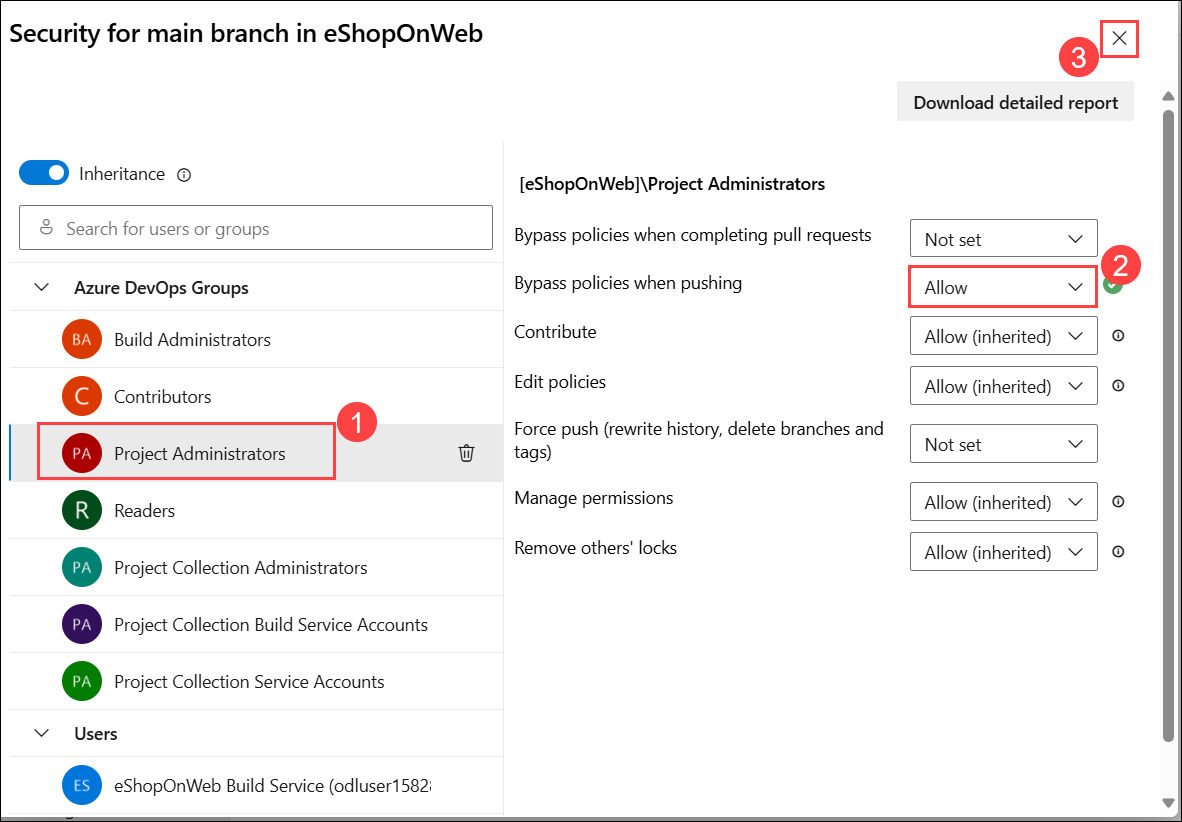 Security for main branch in eShopOnWeb
3
Download detailed report
Inheritance
Search for users or groups
Azure DevOps Groups
BA Build Administrators
C Contributors
PA Project Administrators
1
R Readers
PA Project Collection Administrators
PA Project Collection Build Service Accounts
PA Project Collection Service Accounts
Users
ES eShopOnWeb Build Service (odluser1582
[eShopOnWeb]\Project Administrators
Bypass policies when completing pull requests Not set
Bypass policies when pushing Allow
2
Contribute Allow (inherited)
Edit policies Allow (inherited)
Force push (rewrite history, delete branches and
tags) Not set
Manage permissions Allow (inherited)
Remove others' locks Allow (inherited)